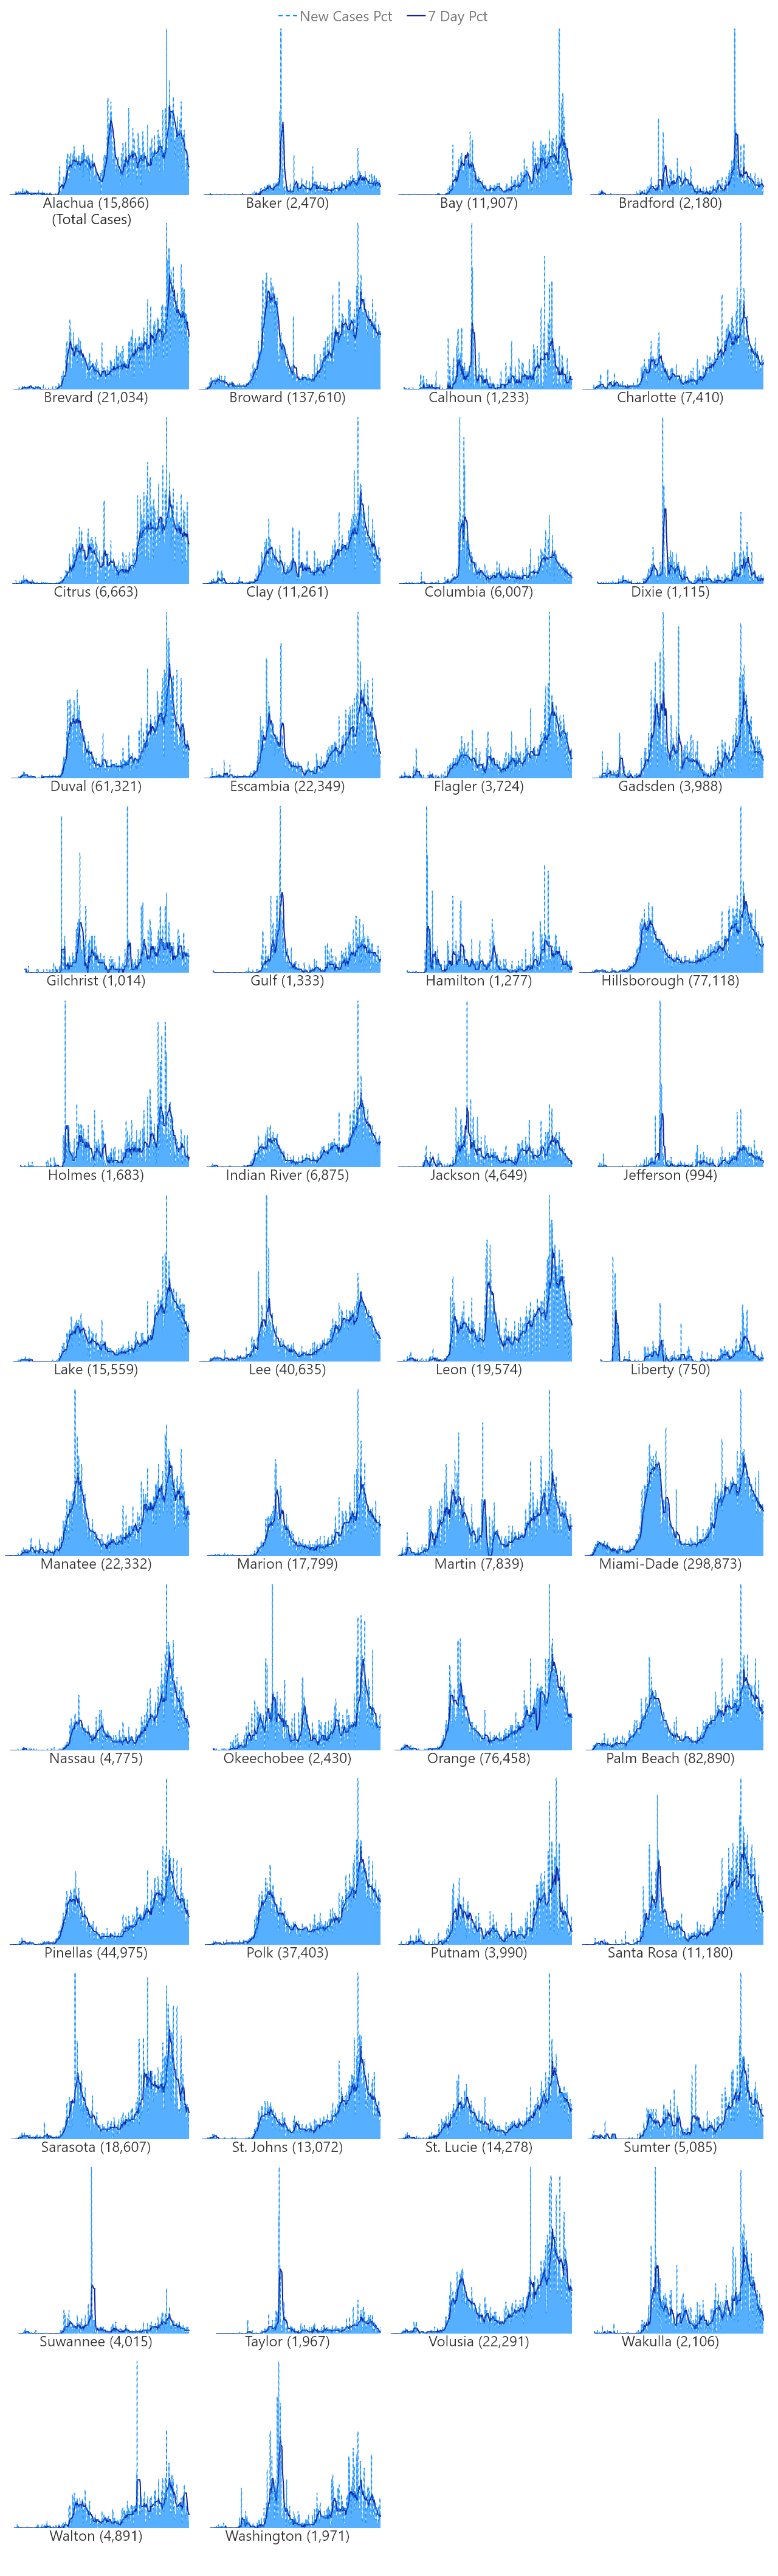 New Cases Pct 7 Day Pct
Alachua (15,866) Baker (2,470) Bay (11,907) Bradford (2,180)
(Total Cases)
Brevard (21,034) Broward (137,610) Calhoun (1,233) Charlotte (7,410)
Citrus (6,663) Clay (11,261) Columbia (6,007) Dixie (1,115)
Duval (61,321) Escambia (22,349) Flagler (3,724) Gadsden (3,988)
Gilchrist (1,014) Gulf (1,333) Hamilton (1,277) Hillsborough (77,118)
Holmes (1,683) Indian River (6,875) Jackson (4,649) Jefferson (994)
Lake (15,559) Lee (40,635) Leon (19,574) Liberty (750)
Manatee (22,332) Marion (17,799) Martin (7,839) Miami-Dade (298,873)
Nassau (4,775) Okeechobee (2,430) Orange (76,458) Palm Beach (82,890)
Pinellas (44,975) Polk (37,403) Putnam (3,990) Santa Rosa (11,180)
Sarasota (18,607) St. Johns (13,072) St. Lucie (14,278) Sumter (5,085)
Suwannee (4,015) Taylor (1,967) Volusia (22,291) Wakulla (2,106)
Walton (4,891) Washington (1,971)